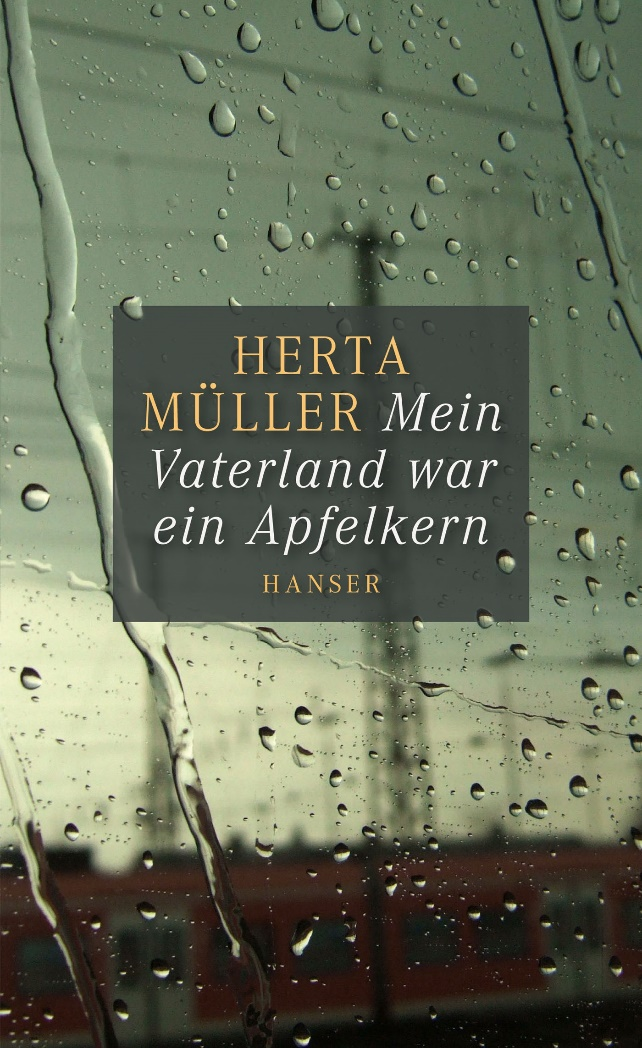 HERTA
MÜLLER Mein
Vaterland war
ein Apfelkern
HANSER